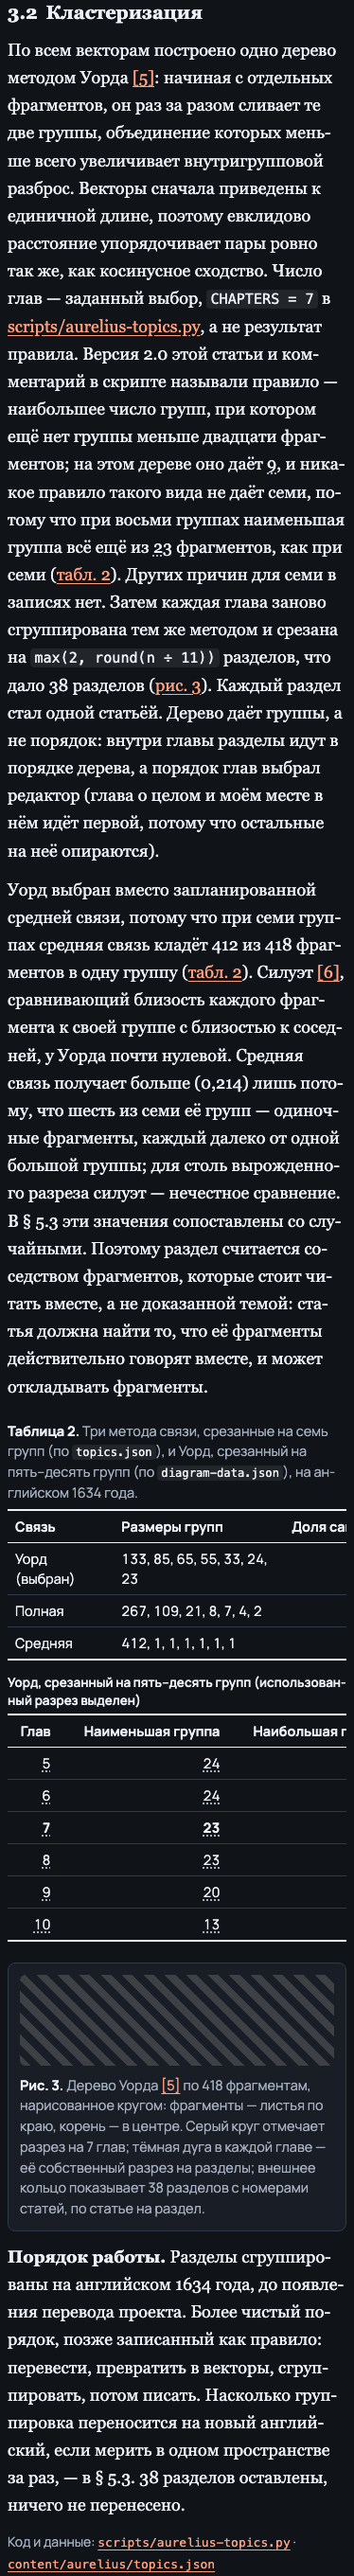 3.2 Кластеризация
По всем векторам построено одно дерево
методом Уорда [5]: начиная с отдельных
фрагментов, он раз за разом сливает те
две группы, объединение которых мень-
ше всего увеличивает внутригрупповой
разброс. Векторы сначала приведены к
единичной длине, поэтому евклидово
расстояние упорядочивает пары ровно
так же, как косинусное сходство. Число
глав — заданный выбор, CHAPTERS = 7 в
scripts/aurelius-topics.py, а не результат
правила. Версия 2.0 этой статьи и ком-
ментарий в скрипте называли правило —
наибольшее число групп, при котором
ещё нет группы меньше двадцати фраг-
ментов; на этом дереве оно даёт 9, и ника-
кое правило такого вида не даёт семи, по-
тому что при восьми группах наименьшая
группа всё ещё из 23 фрагментов, как при
семи (табл. 2). Других причин для семи в
записях нет. Затем каждая глава заново
сгруппирована тем же методом и срезана
на max(2, round(n ÷ 11)) разделов, что
дало 38 разделов (рис. 3). Каждый раздел
стал одной статьёй. Дерево даёт группы, а
не порядок: внутри главы разделы идут в
порядке дерева, а порядок глав выбрал
редактор (глава о целом и моём месте в
нём идёт первой, потому что остальные
на неё опираются).
Уорд выбран вместо запланированной
средней связи, потому что при семи груп-
пах средняя связь кладёт 412 из 418 фраг-
ментов в одну группу (табл. 2). Силуэт [6],
сравнивающий близость каждого фраг-
мента к своей группе с близостью к сосед-
ней, у Уорда почти нулевой. Средняя
связь получает больше (0,214) лишь пото-
му, что шесть из семи её групп — одиноч-
ные фрагменты, каждый далеко от одной
большой группы; для столь вырожденно-
го разреза силуэт — нечестное сравнение.
В § 5.3 эти значения сопоставлены со слу-
чайными. Поэтому раздел считается со-
седством фрагментов, которые стоит чи-
тать вместе, а не доказанной темой: ста-
тья должна найти то, что её фрагменты
действительно говорят вместе, и может
откладывать фрагменты.
Таблица 2. Три метода связи, срезанные на семь
групп (по topics.json), и Уорд, срезанный на
пять–десять групп (по diagram-data.json), на ан-
глийском 1634 года.
Связь Размеры групп Доля
Уорд (выбран) 133, 85, 65, 55, 33, 24, 23
Полная 267, 109, 21, 8, 7, 4, 2
Средняя 412, 1, 1, 1, 1, 1, 1
Уорд, срезанный на пять–десять групп (использован-
ный разрез выделен)
Глав Наименьшая группа Наибольшая
5 24
6 24
7 23
8 23
9 20
10 13
Рис. 3. Дерево Уорда [5] по 418 фрагментам,
нарисованное кругом: фрагменты — листья по
краю, корень — в центре. Серый круг отмечает
разрез на 7 глав; тёмная дуга в каждой главе —
её собственный разрез на разделы; внешнее
кольцо показывает 38 разделов с номерами
статей, по статье на раздел.
Порядок работы. Разделы сгруппиро-
ваны на английском 1634 года, до появле-
ния перевода проекта. Более чистый по-
рядок, позже записанный как правило:
перевести, превратить в векторы, сгруп-
пировать, потом писать. Насколько груп-
пировка переносится на новый англий-
ский, если мерить в одном пространстве
за раз, — в § 5.3. 38 разделов оставлены,
ничего не перенесено.
Код и данные: scripts/aurelius-topics.py ·
content/aurelius/topics.json